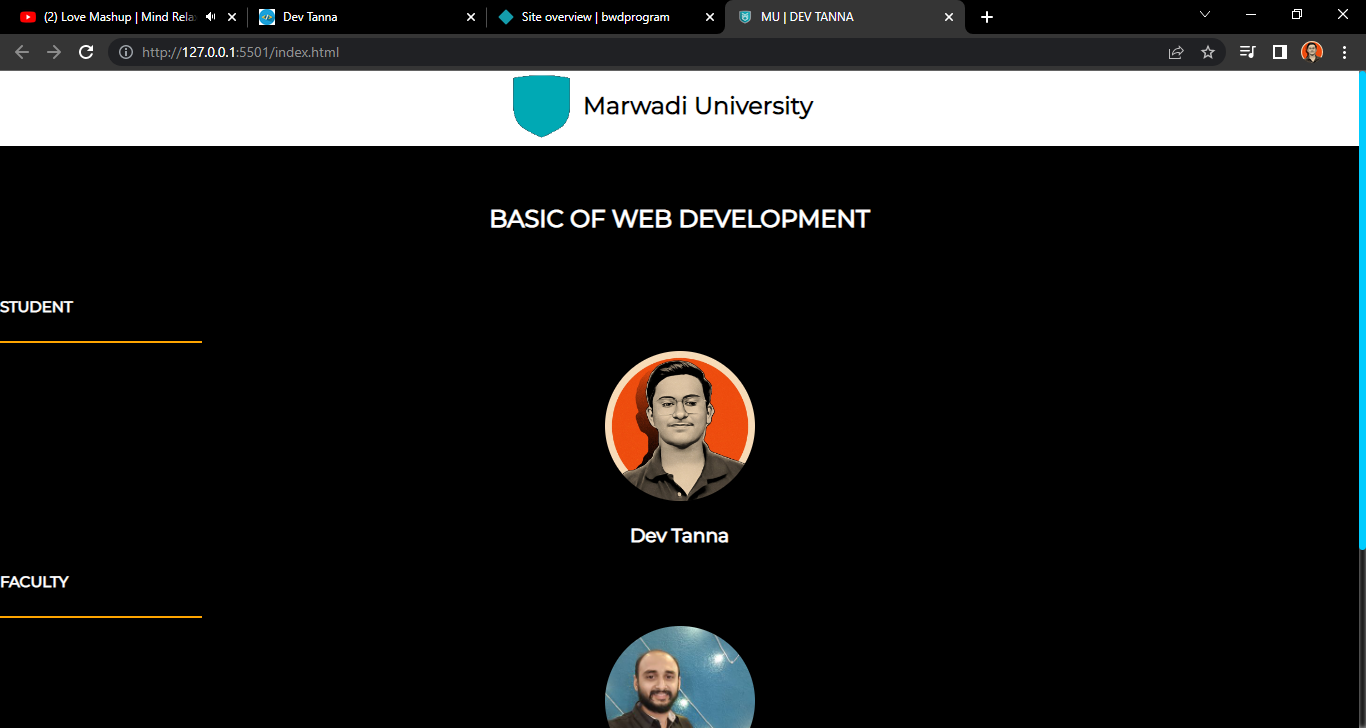 (2) Love Mashup | Mind Rela
Dev Tanna
Site overview | bwdprogram
MU | DEV TANNA
http://127.0.0.1:5501/index.html
Marwadi University
BASIC OF WEB DEVELOPMENT
STUDENT
Dev Tanna
FACULTY